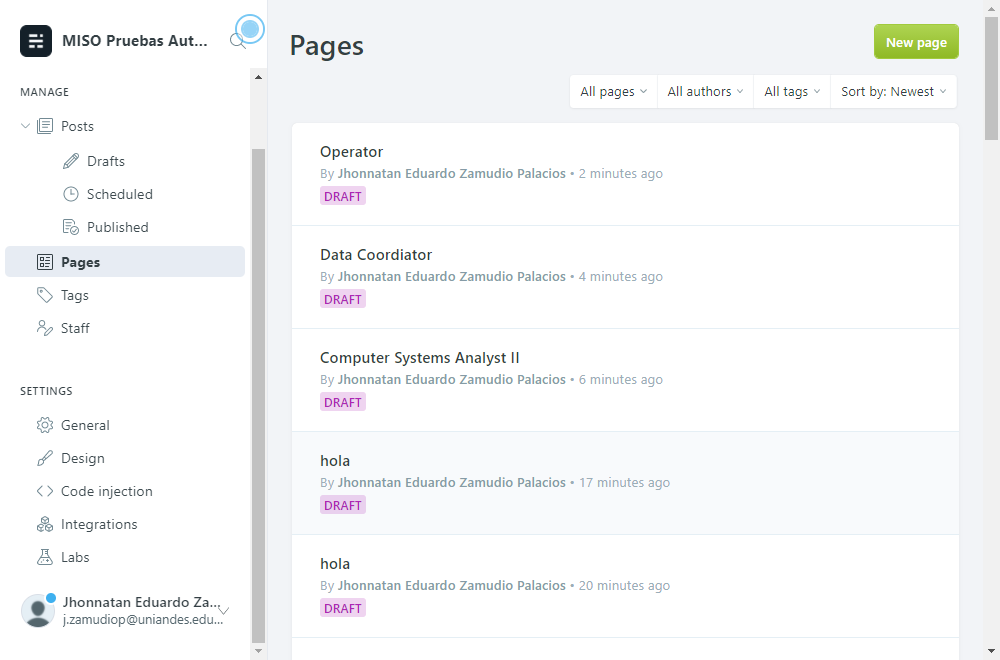 MISO Pruebas Aut...
MANAGE
Posts
Drafts
Scheduled
Published
Pages
Tags
Staff
SETTINGS
General
Design
Code injection
Integrations
Labs
Jhonnatan Eduardo Za...
j.zamudiop@uniandes.edu...
Pages
New page
All pages
All authors
All tags
Sort by: Newest
Operator
By Jhonnatan Eduardo Zamudio Palacios • 2 minutes ago
DRAFT
Data Coordiator
By Jhonnatan Eduardo Zamudio Palacios • 4 minutes ago
DRAFT
Computer Systems Analyst II
By Jhonnatan Eduardo Zamudio Palacios • 6 minutes ago
DRAFT
hola
By Jhonnatan Eduardo Zamudio Palacios • 17 minutes ago
DRAFT
hola
By Jhonnatan Eduardo Zamudio Palacios • 20 minutes ago
DRAFT